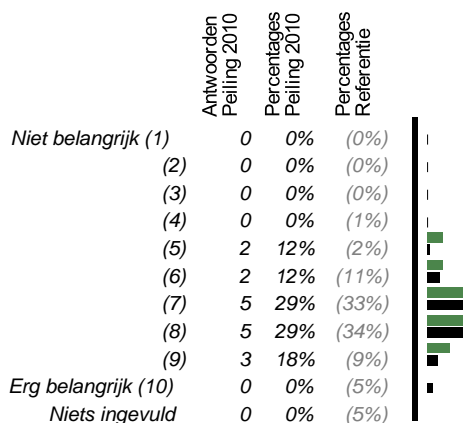 Antwoorden
Peiling 2010
Percentages
Peiling 2010
Percentages
Referentie
Niet belangrijk (1) 0 0% (0%)
(2) 0 0% (0%)
(3) 0 0% (0%)
(4) 0 0% (1%)
(5) 2 12% (2%)
(6) 2 12% (11%)
(7) 5 29% (33%)
(8) 5 29% (34%)
(9) 3 18% (9%)
Erg belangrijk (10) 0 0% (5%)
Niets ingevuld 0 0% (5%)